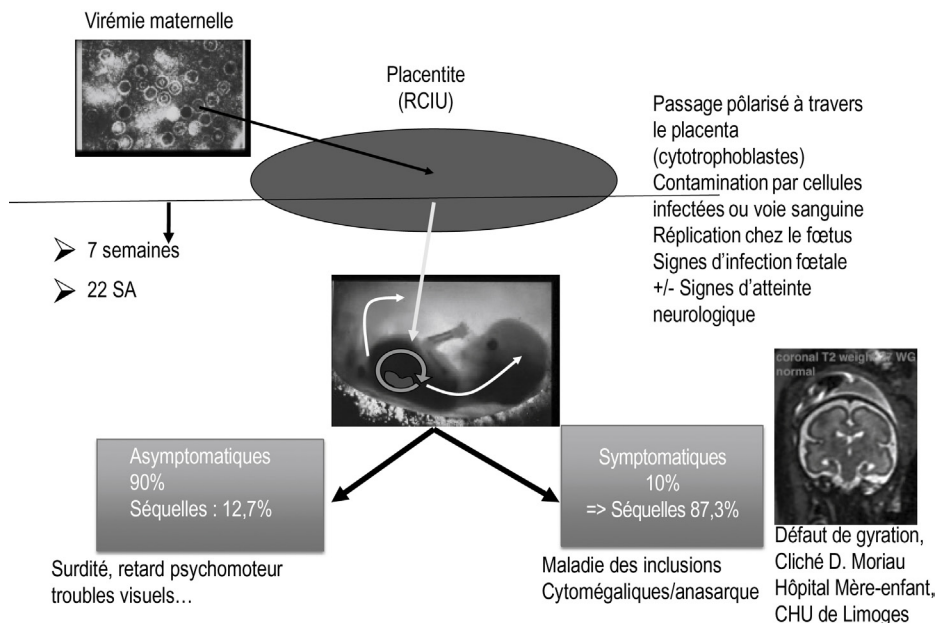 Virémie maternelle
Placentite
(RCIU)
Passage pôlarisé à travers
le placenta
(cytotrophoblastes)
Contamination par cellules
infectées ou voie sanguine
Réplication chez le fœtus
Signes d'infection fœtale
+/- Signes d'atteinte
neurologique
7 semaines
22 SA
coronal T2 weigh WG
normal
Asymptomatiques
90%
Séquelles : 12,7%
Symptomatiques
10%
=> Séquelles 87,3%
Surdité, retard psychomoteur
troubles visuels…
Maladie des inclusions
Cytomégaliques/anasarque
Défaut de gyration,
Cliché D. Moriau
Hôpital Mère-enfant,
CHU de Limoges